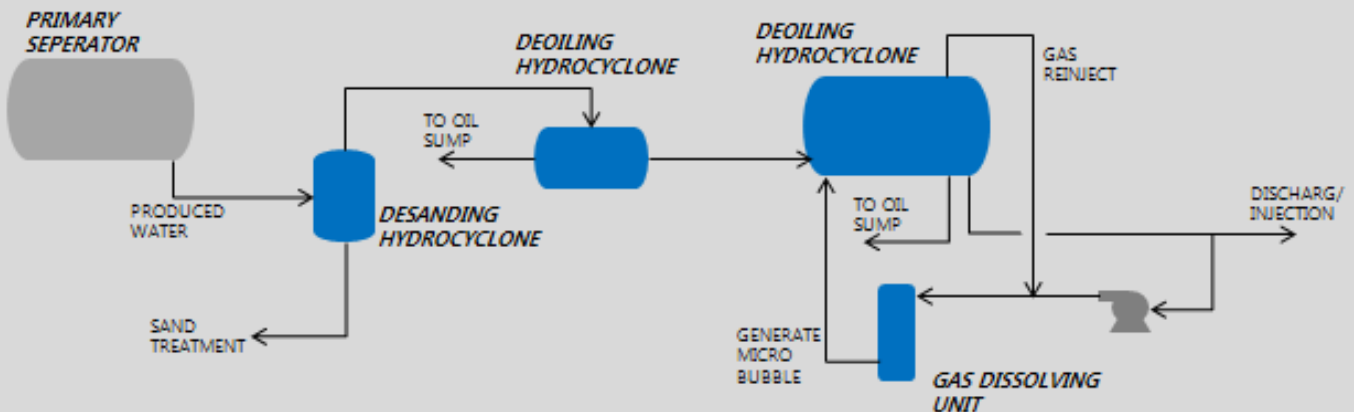 PRIMARY
SEPERATOR
DEOILING
HYDROCYCLONE
DEOILING
HYDROCYCLONE
GAS
REINJECT
TO OIL
SUMP
PRODUCED
WATER
DESANDING
HYDROCYCLONE
TO OIL
SUMP
DISCHARG/
INJECTION
SAND
TREATMENT
GENERATE
MICRO
BUBBLE
GAS DISSOLVING
UNIT